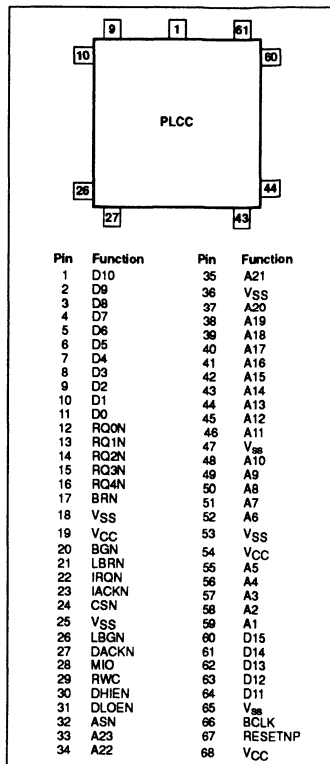 9 1 61
10 60
PLCC
26 44
27 43
Pin Function
1 D10
2 D9
3 D8
4 D7
5 D6
6 D5
7 D4
8 D3
9 D2
10 D1
11 D0
12 RQ0N
13 RQ1N
14 RQ2N
15 RQ3N
16 RQ4N
17 BRN
18 VSS
19 VCC
20 BGN
21 LBRN
22 IRQN
23 IACKN
24 CSN
25 VSS
26 LBGN
27 DACKN
28 MIO
29 RWC
30 DHIEN
31 DLOEN
32 ASN
33 A23
34 A22
Pin Function
35 A21
36 VSS
37 A20
38 A19
39 A18
40 A17
41 A16
42 A15
43 A14
44 A13
45 A12
46 A11
47 Vss
48 A10
49 A9
50 A8
51 A7
52 A6
53 VSS
54 VCC
55 A5
56 A4
57 A3
58 A2
59 A1
60 D15
61 D14
62 D13
63 D12
64 D11
65 Vss
66 BCLK
67 RESETNP
68 VCC